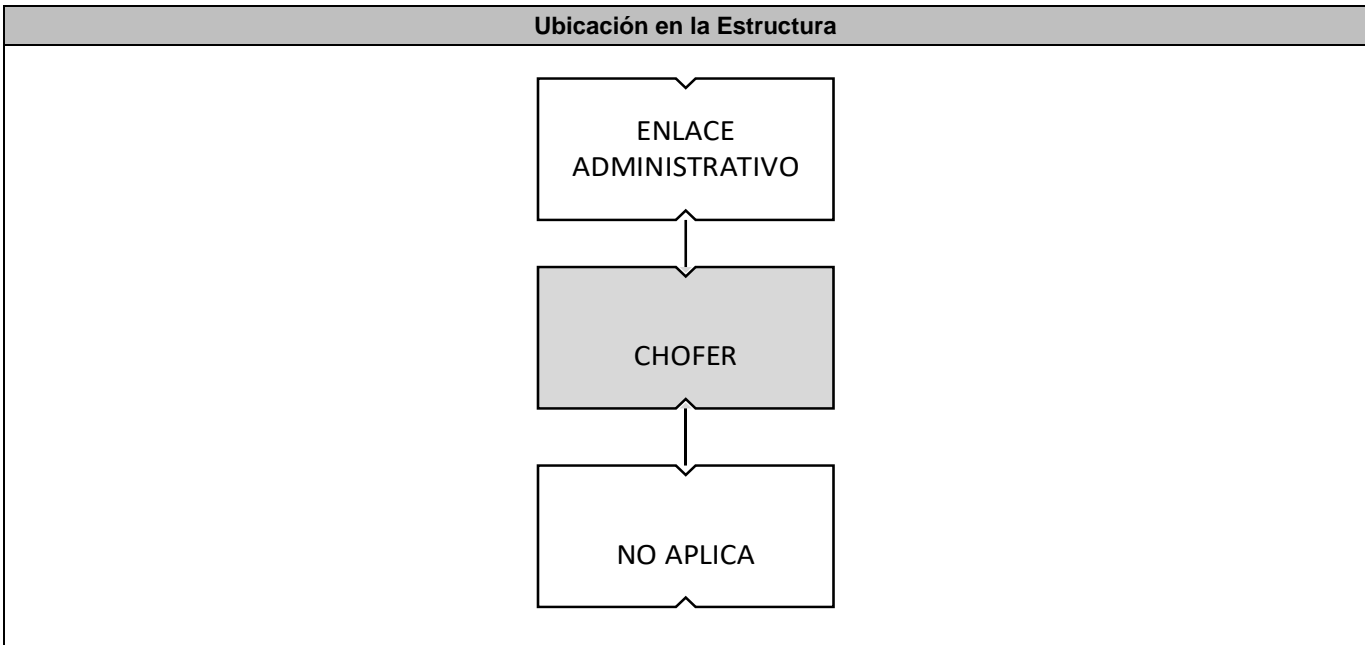 Ubicación en la Estructura
ENLACE
ADMINISTRATIVO
CHOFER
NO APLICA